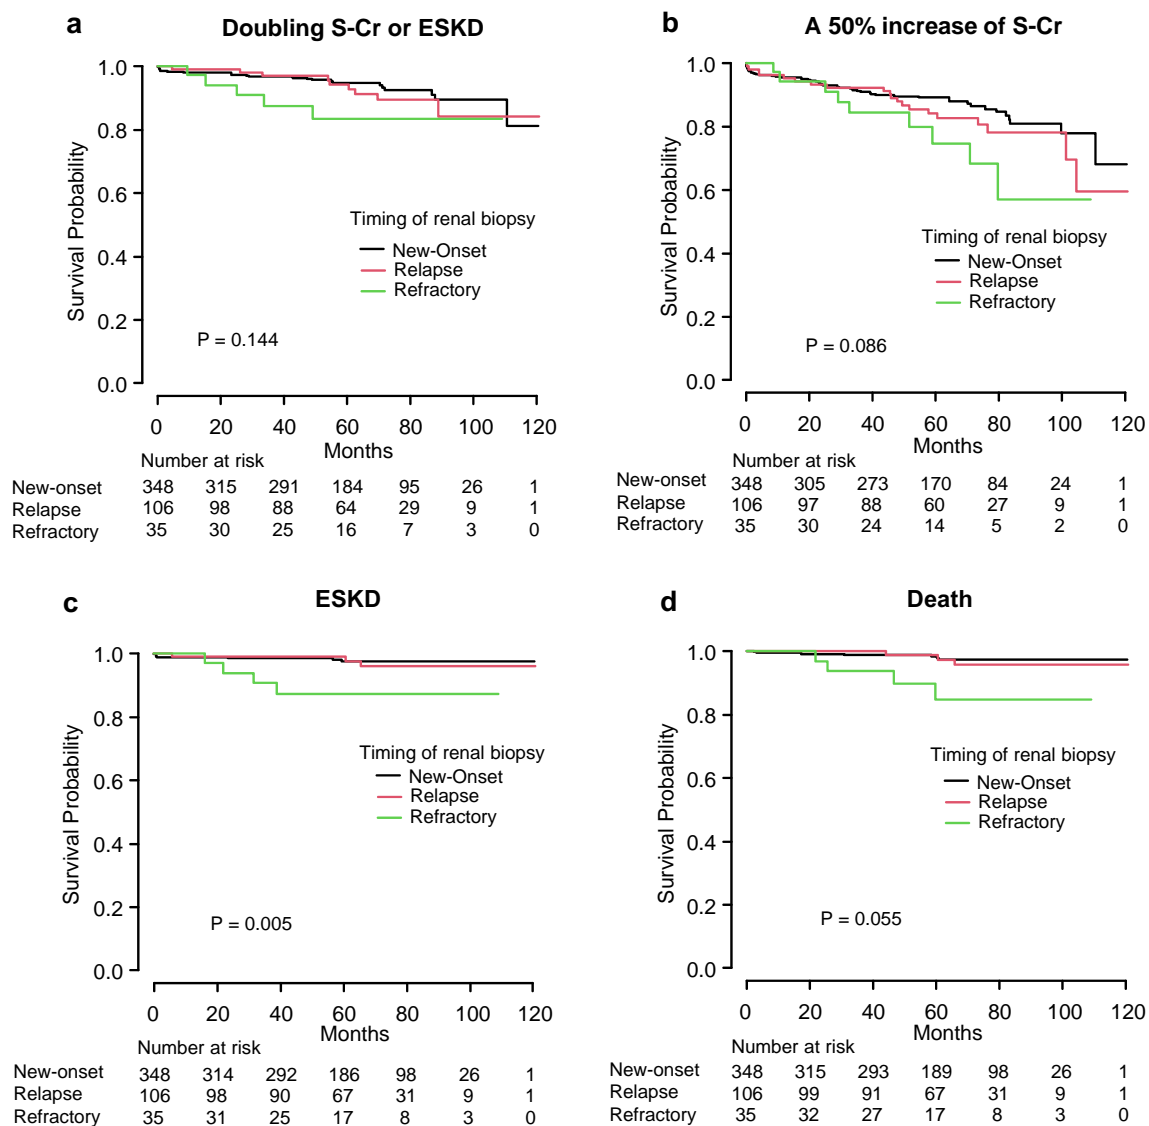 a
Doubling S-Cr or ESKD
1.0
0.8
0.6
0.4
0.2
0.0
Survival Probability
Timing of renal biopsy
New-Onset
Relapse
Refractory
P = 0.144
0 20 40 60 80 100 120
Months
Number at risk
New-onset 348 315 291 184 95 26 1
Relapse 106 98 88 64 29 9 1
Refractory 35 30 25 16 7 3 0
b
A 50% increase of S-Cr
1.0
0.8
0.6
0.4
0.2
0.0
Survival Probability
Timing of renal biopsy
New-Onset
Relapse
Refractory
P = 0.086
0 20 40 60 80 100 120
Months
Number at risk
New-onset 348 305 273 170 84 24 1
Relapse 106 97 88 60 27 9 1
Refractory 35 30 24 14 5 2 0
c
ESKD
1.0
0.8
0.6
0.4
0.2
0.0
Survival Probability
Timing of renal biopsy
New-Onset
Relapse
Refractory
P = 0.005
0 20 40 60 80 100 120
Months
Number at risk
New-onset 348 314 292 186 98 26 1
Relapse 106 98 90 67 31 9 1
Refractory 35 31 25 17 8 3 0
d
Death
1.0
0.8
0.6
0.4
0.2
0.0
Survival Probability
Timing of renal biopsy
New-Onset
Relapse
Refractory
P = 0.055
0 20 40 60 80 100 120
Months
Number at risk
New-onset 348 315 293 189 98 26 1
Relapse 106 99 91 67 31 9 1
Refractory 35 32 27 17 8 3 0